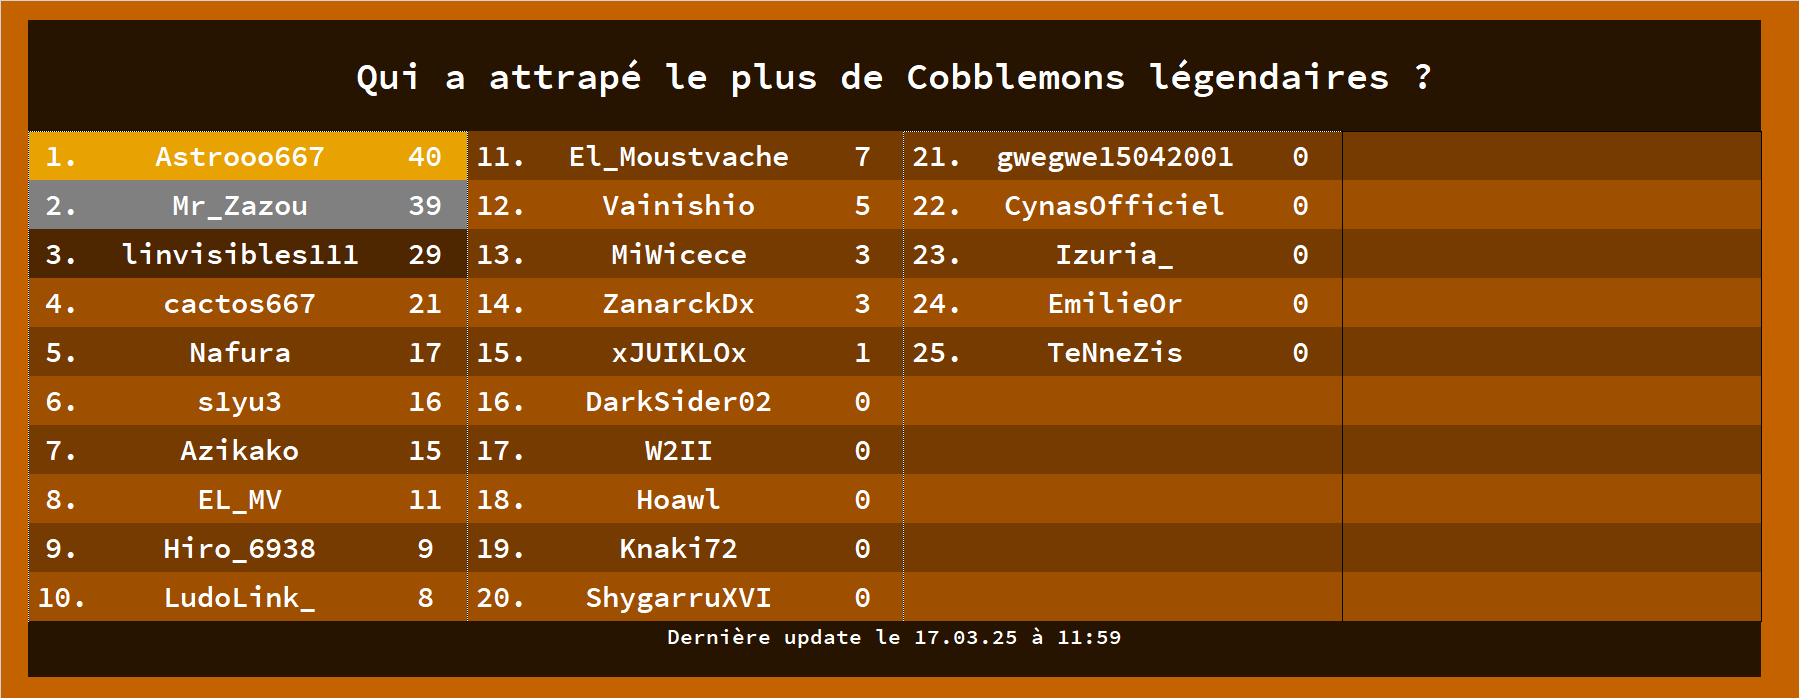 Qui a attrapé le plus de Cobblemons légendaires ?
1. Astrooo667 40
2. Mr_Zazou 39
3. linvisibles111 29
4. cactos667 21
5. Nafura 17
6. slyu3 16
7. Azikako 15
8. EL_MV 11
9. Hiro_6938 9
10. LudoLink_ 8
11. El_Moustvache 7
12. Vainishio 5
13. MiWicece 3
14. ZanarckDx 3
15. xJUIKLOx 1
16. DarkSider02 0
17. W2II 0
18. Hoawl 0
19. Knaki72 0
20. ShygarruXVI 0
21. gwegwe15042001 0
22. CynasOfficiel 0
23. Izuria_ 0
24. EmilieOr 0
25. TeNneZis 0
Dernière update le 17.03.25 à 11:59